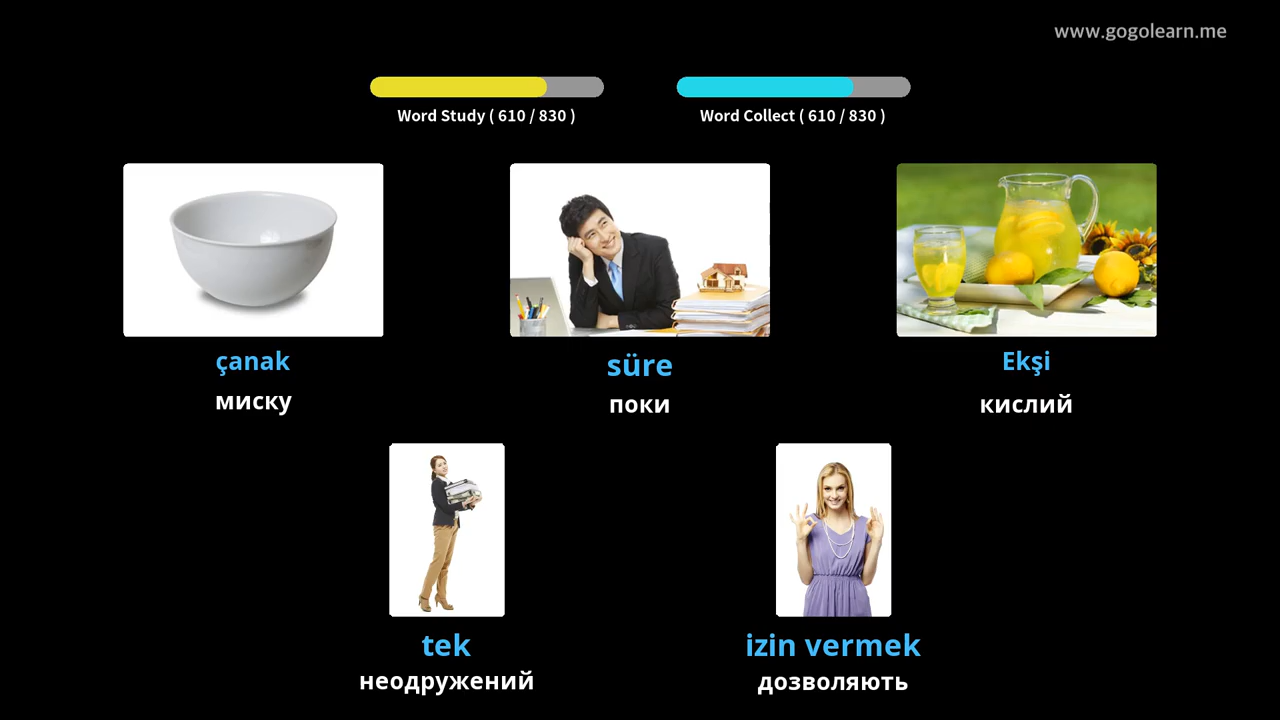 www.gogolearn.me
Word Study ( 610 / 830 )
Word Collect ( 610 / 830 )
çanak
миску
süre
поки
Ekşi
кислий
tek
неодружений
izin vermek
дозволяють